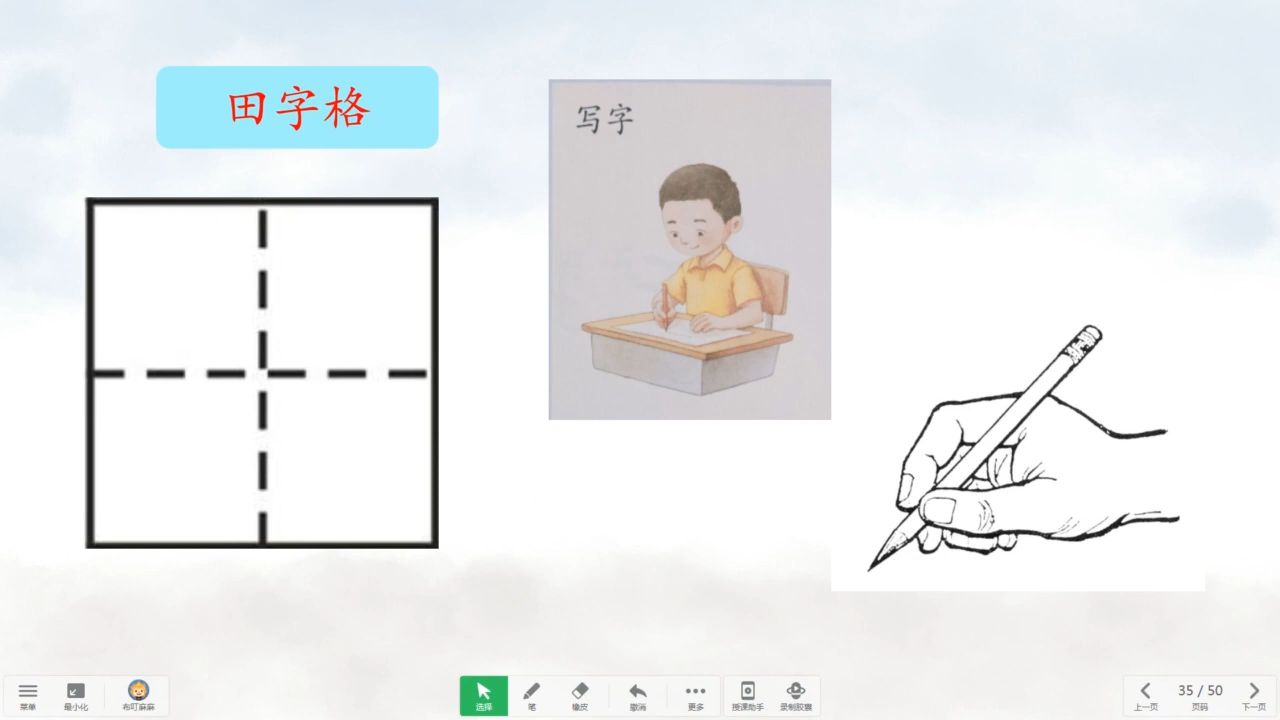 田字格
写字
菜单
最小化
布叮麻麻
选择
笔
橡皮
撤消
更多
授课助手
录制胶囊
上一页
35 / 50
页码
下一页